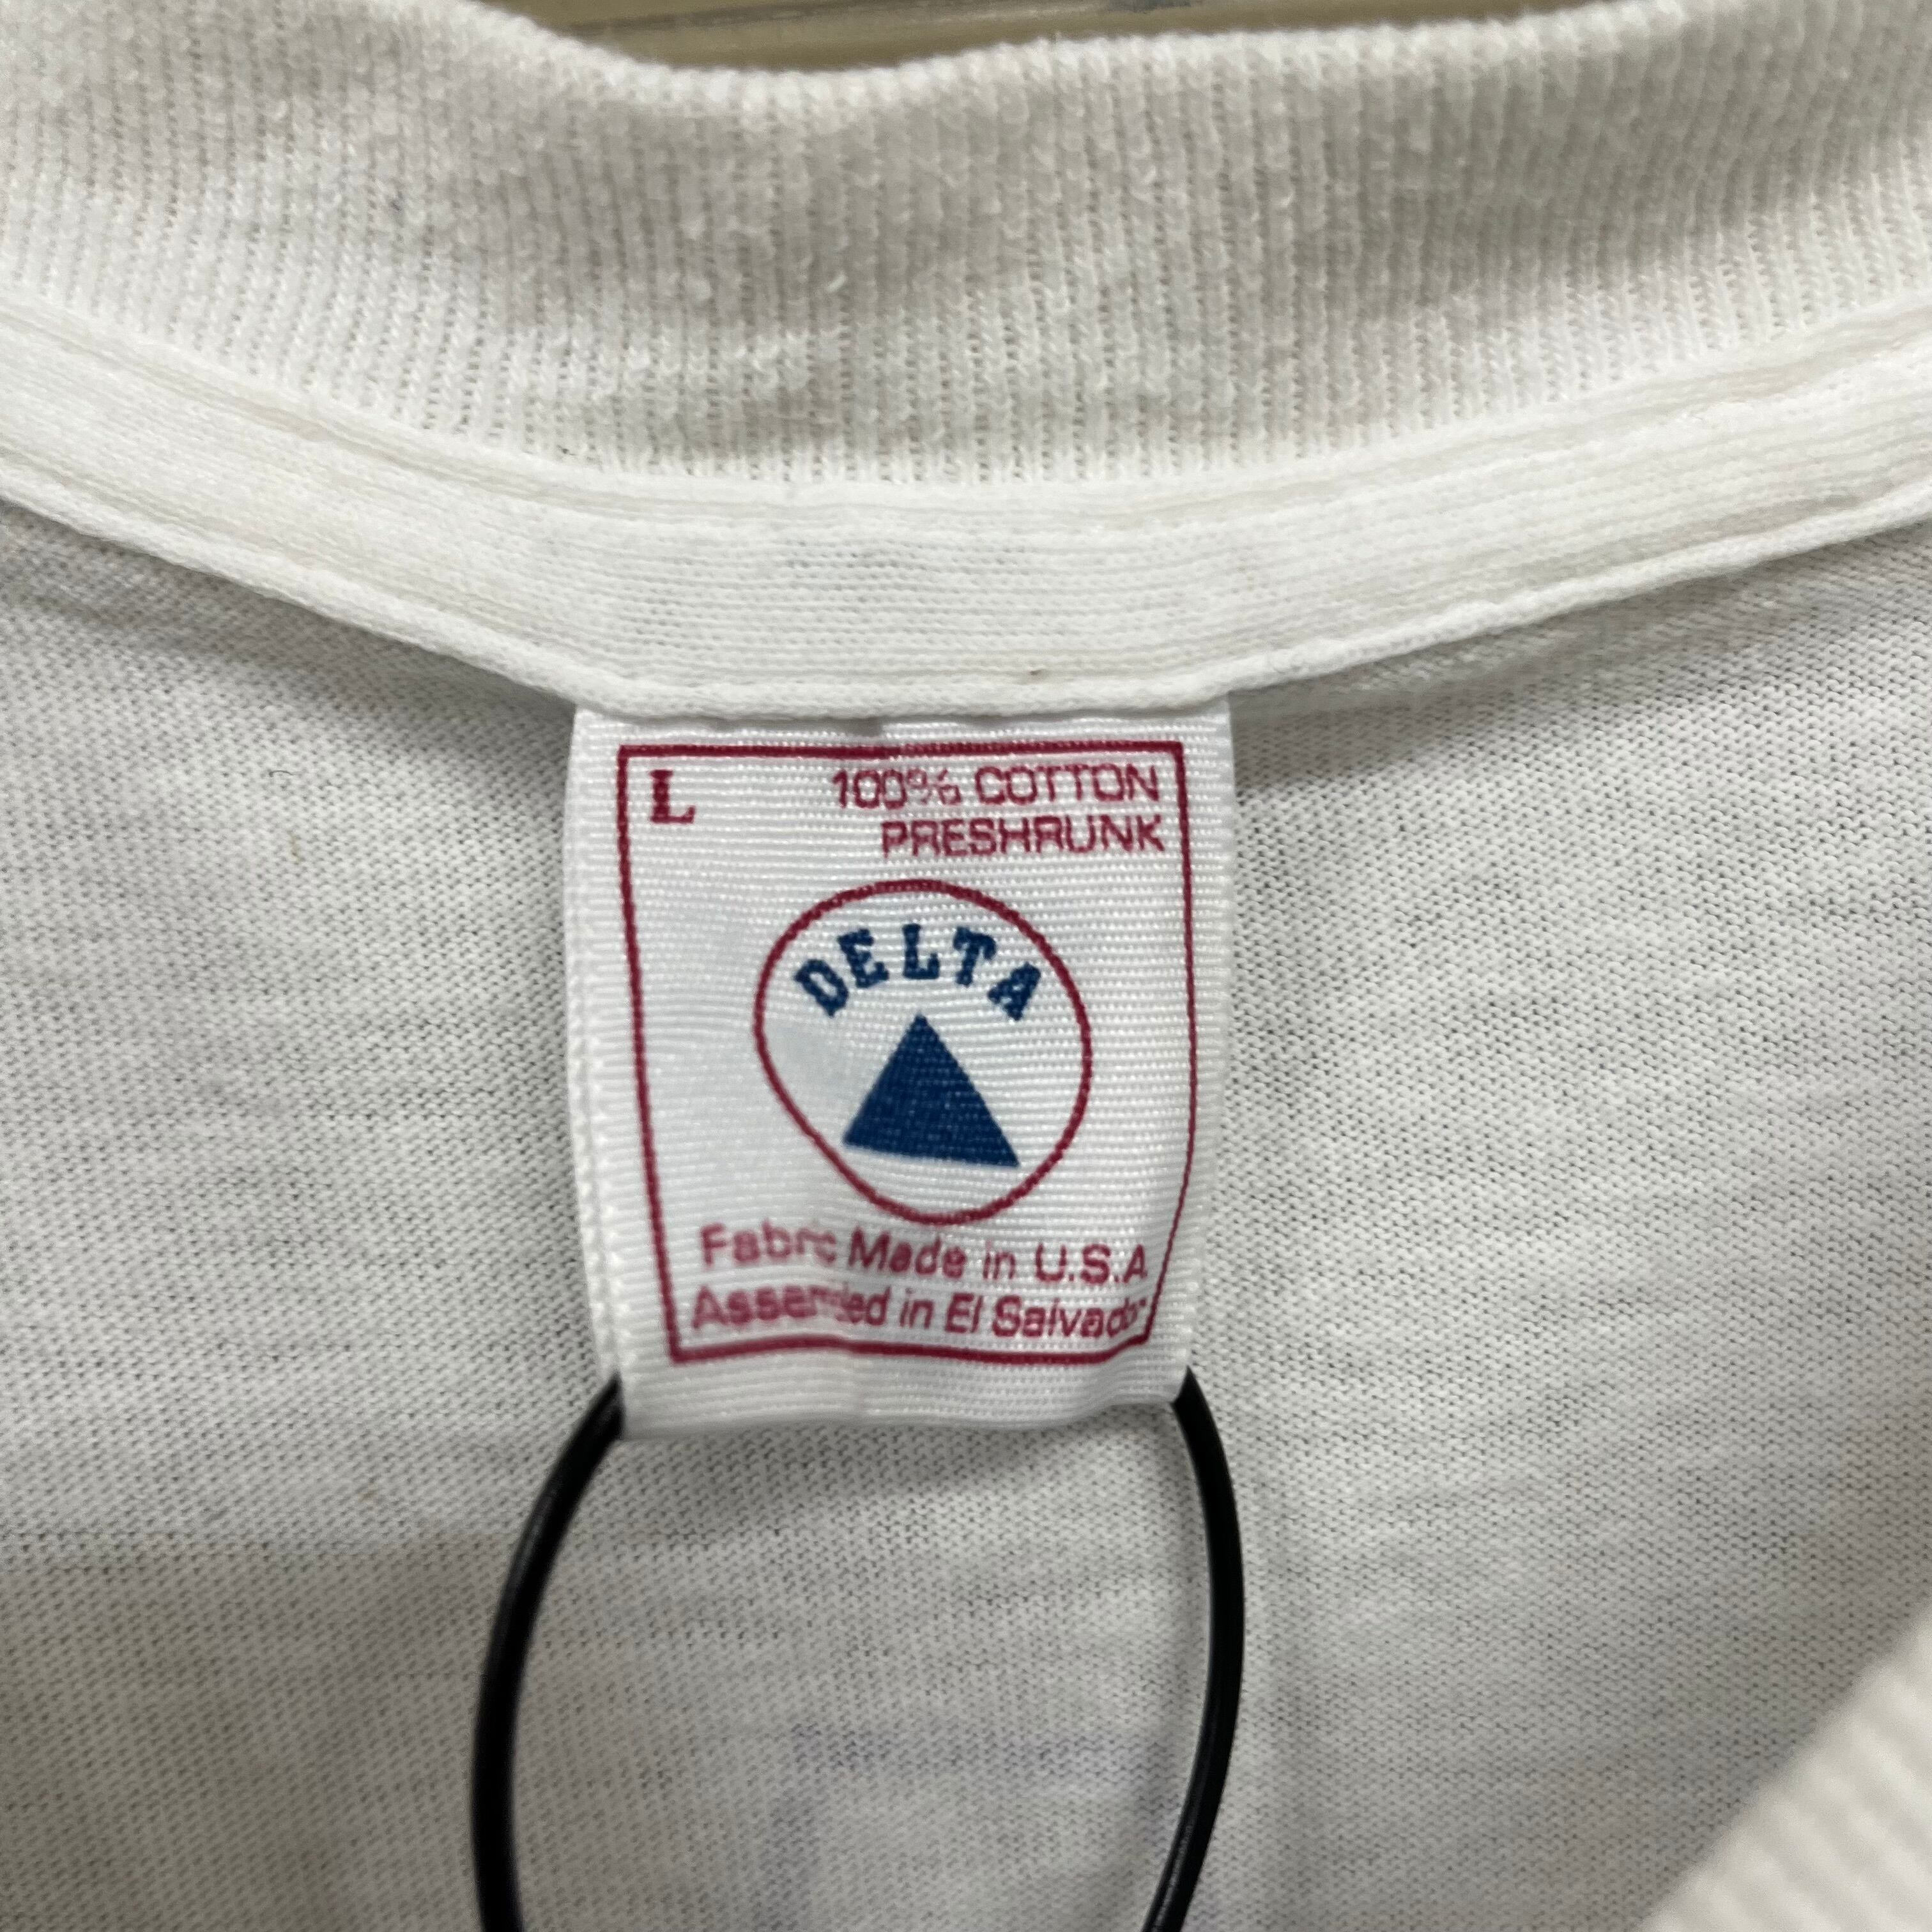 L 100% COTTON
PRESHRUNK
DELTA
Fabric Made in U.S.A
Assembled in El Salvador